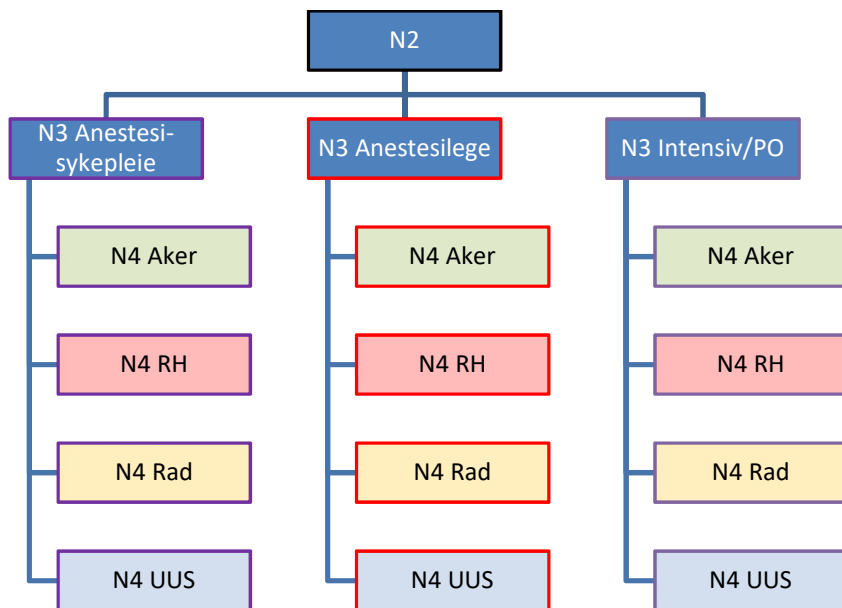 N2
N3 Anestesi-
sykepleie
N3 Anestesilege
N3 Intensiv/PO
N4 Aker
N4 Aker
N4 Aker
N4 RH
N4 RH
N4 RH
N4 Rad
N4 Rad
N4 Rad
N4 UUS
N4 UUS
N4 UUS